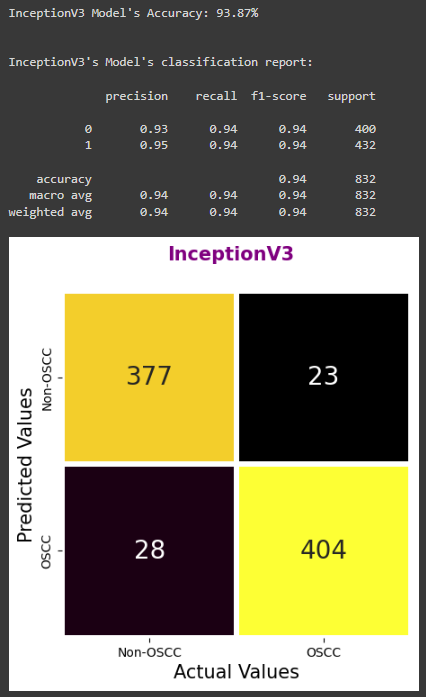 InceptionV3 Model's Accuracy: 93.87%
InceptionV3's Model's classification report:
precision recall f1-score support
0 0.93 0.94 0.94 400
1 0.95 0.94 0.94 432
accuracy 0.94 832
macro avg 0.94 0.94 0.94 832
weighted avg 0.94 0.94 0.94 832
InceptionV3
Predicted Values
Non-OSCC
377 23
OSCC
28 404
Non-OSCC OSCC
Actual Values